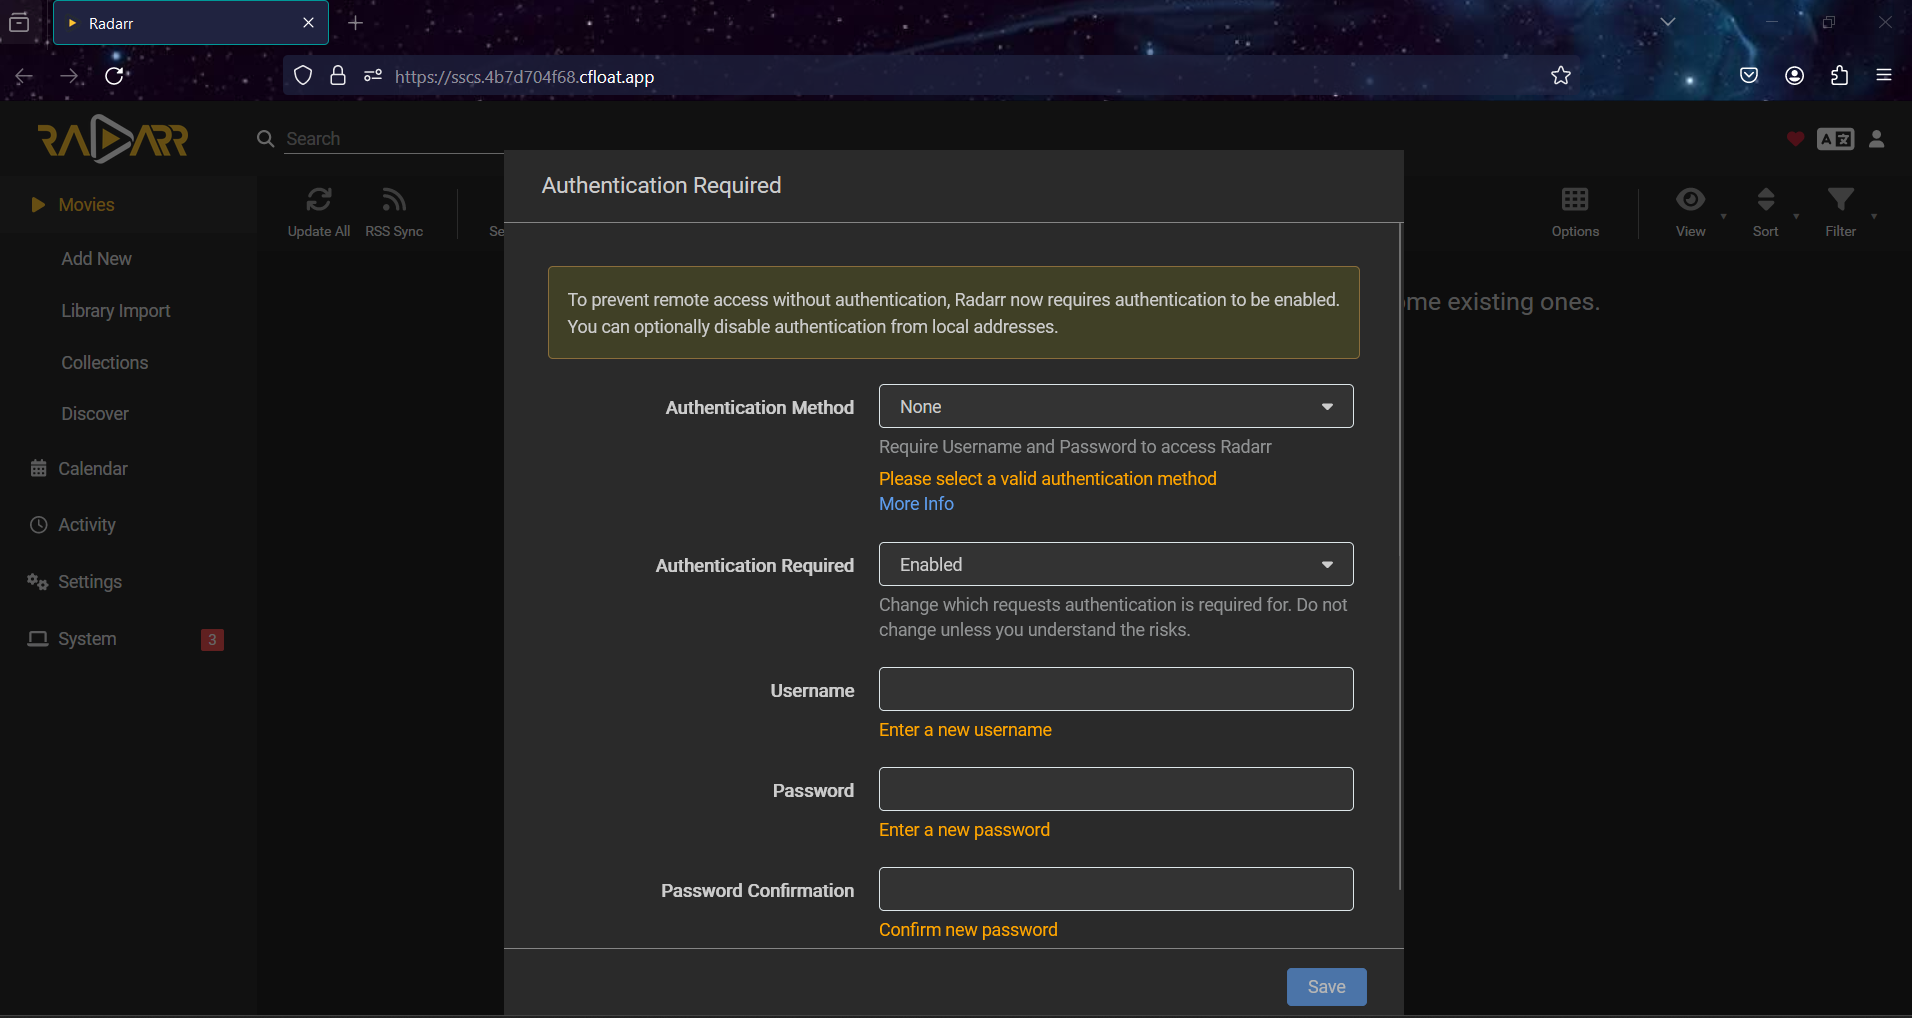 Radarr
https://sscs.4b7d704f68.cfloat.app
RADARR
Search
Authentication Required
Movies
Add New
Library Import
Collections
Discover
Calendar
Activity
Settings
System
3
Update All
RSS Sync
Se
Options
View
Sort
Filter
ome existing ones.
To prevent remote access without authentication, Radarr now requires authentication to be enabled.
You can optionally disable authentication from local addresses.
Authentication Method
None
Require Username and Password to access Radarr
Please select a valid authentication method
More Info
Authentication Required
Enabled
Change which requests authentication is required for. Do not
change unless you understand the risks.
Username
Enter a new username
Password
Enter a new password
Password Confirmation
Confirm new password
Save